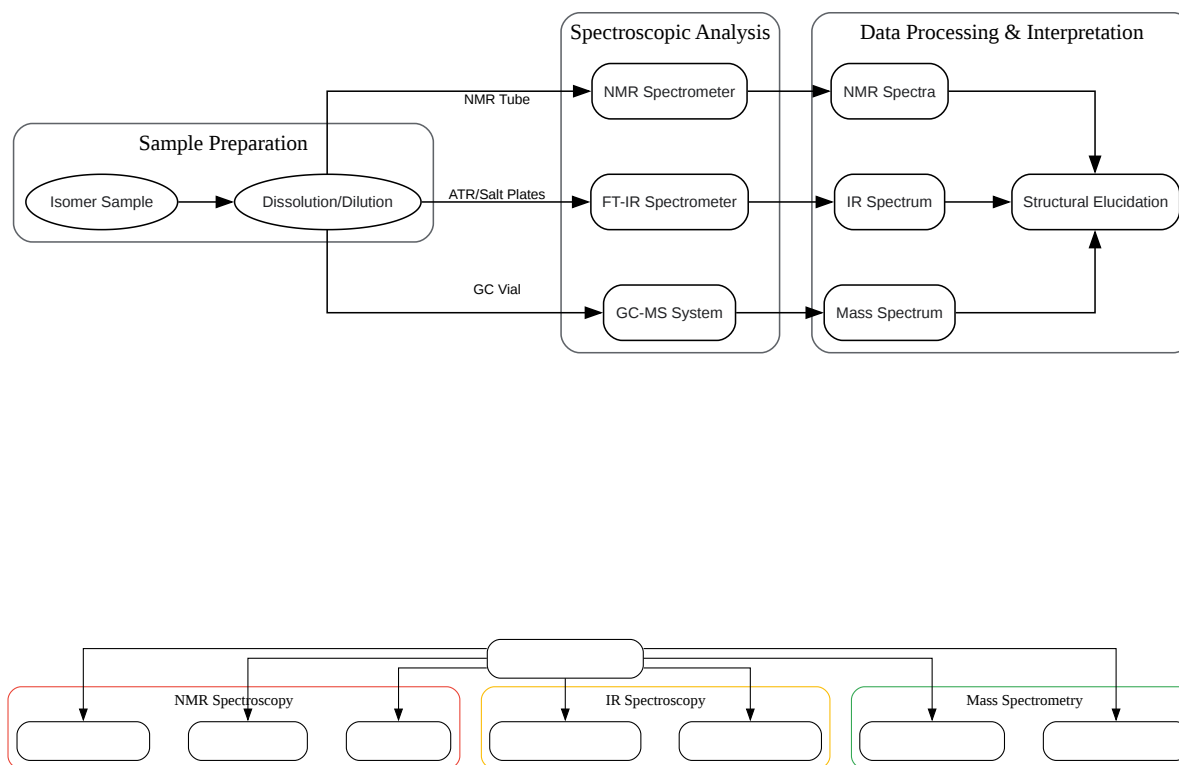 Spectroscopic Analysis
Data Processing & Interpretation
NMR Spectrometer
NMR Spectra
NMR Tube
Sample Preparation
Isomer Sample
Dissolution/Dilution
ATR/Salt Plates
FT-IR Spectrometer
IR Spectrum
Structural Elucidation
GC Vial
GC-MS System
Mass Spectrum
NMR Spectroscopy
IR Spectroscopy
Mass Spectrometry